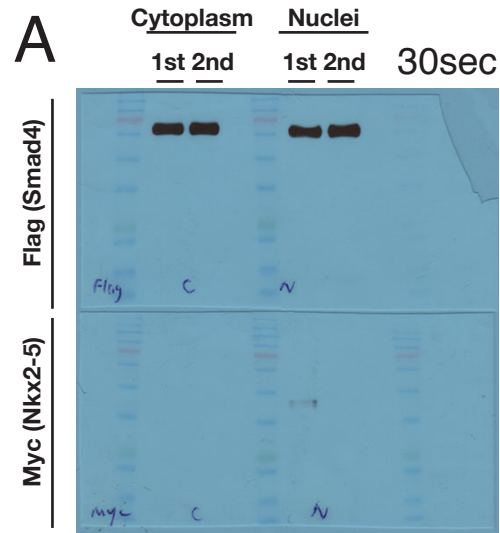 A
Cytoplasm Nuclei
1st 2nd 1st 2nd 30sec
Flag (Smad4)
Flag C N
Myc (Nkx2-5)
Myc C N